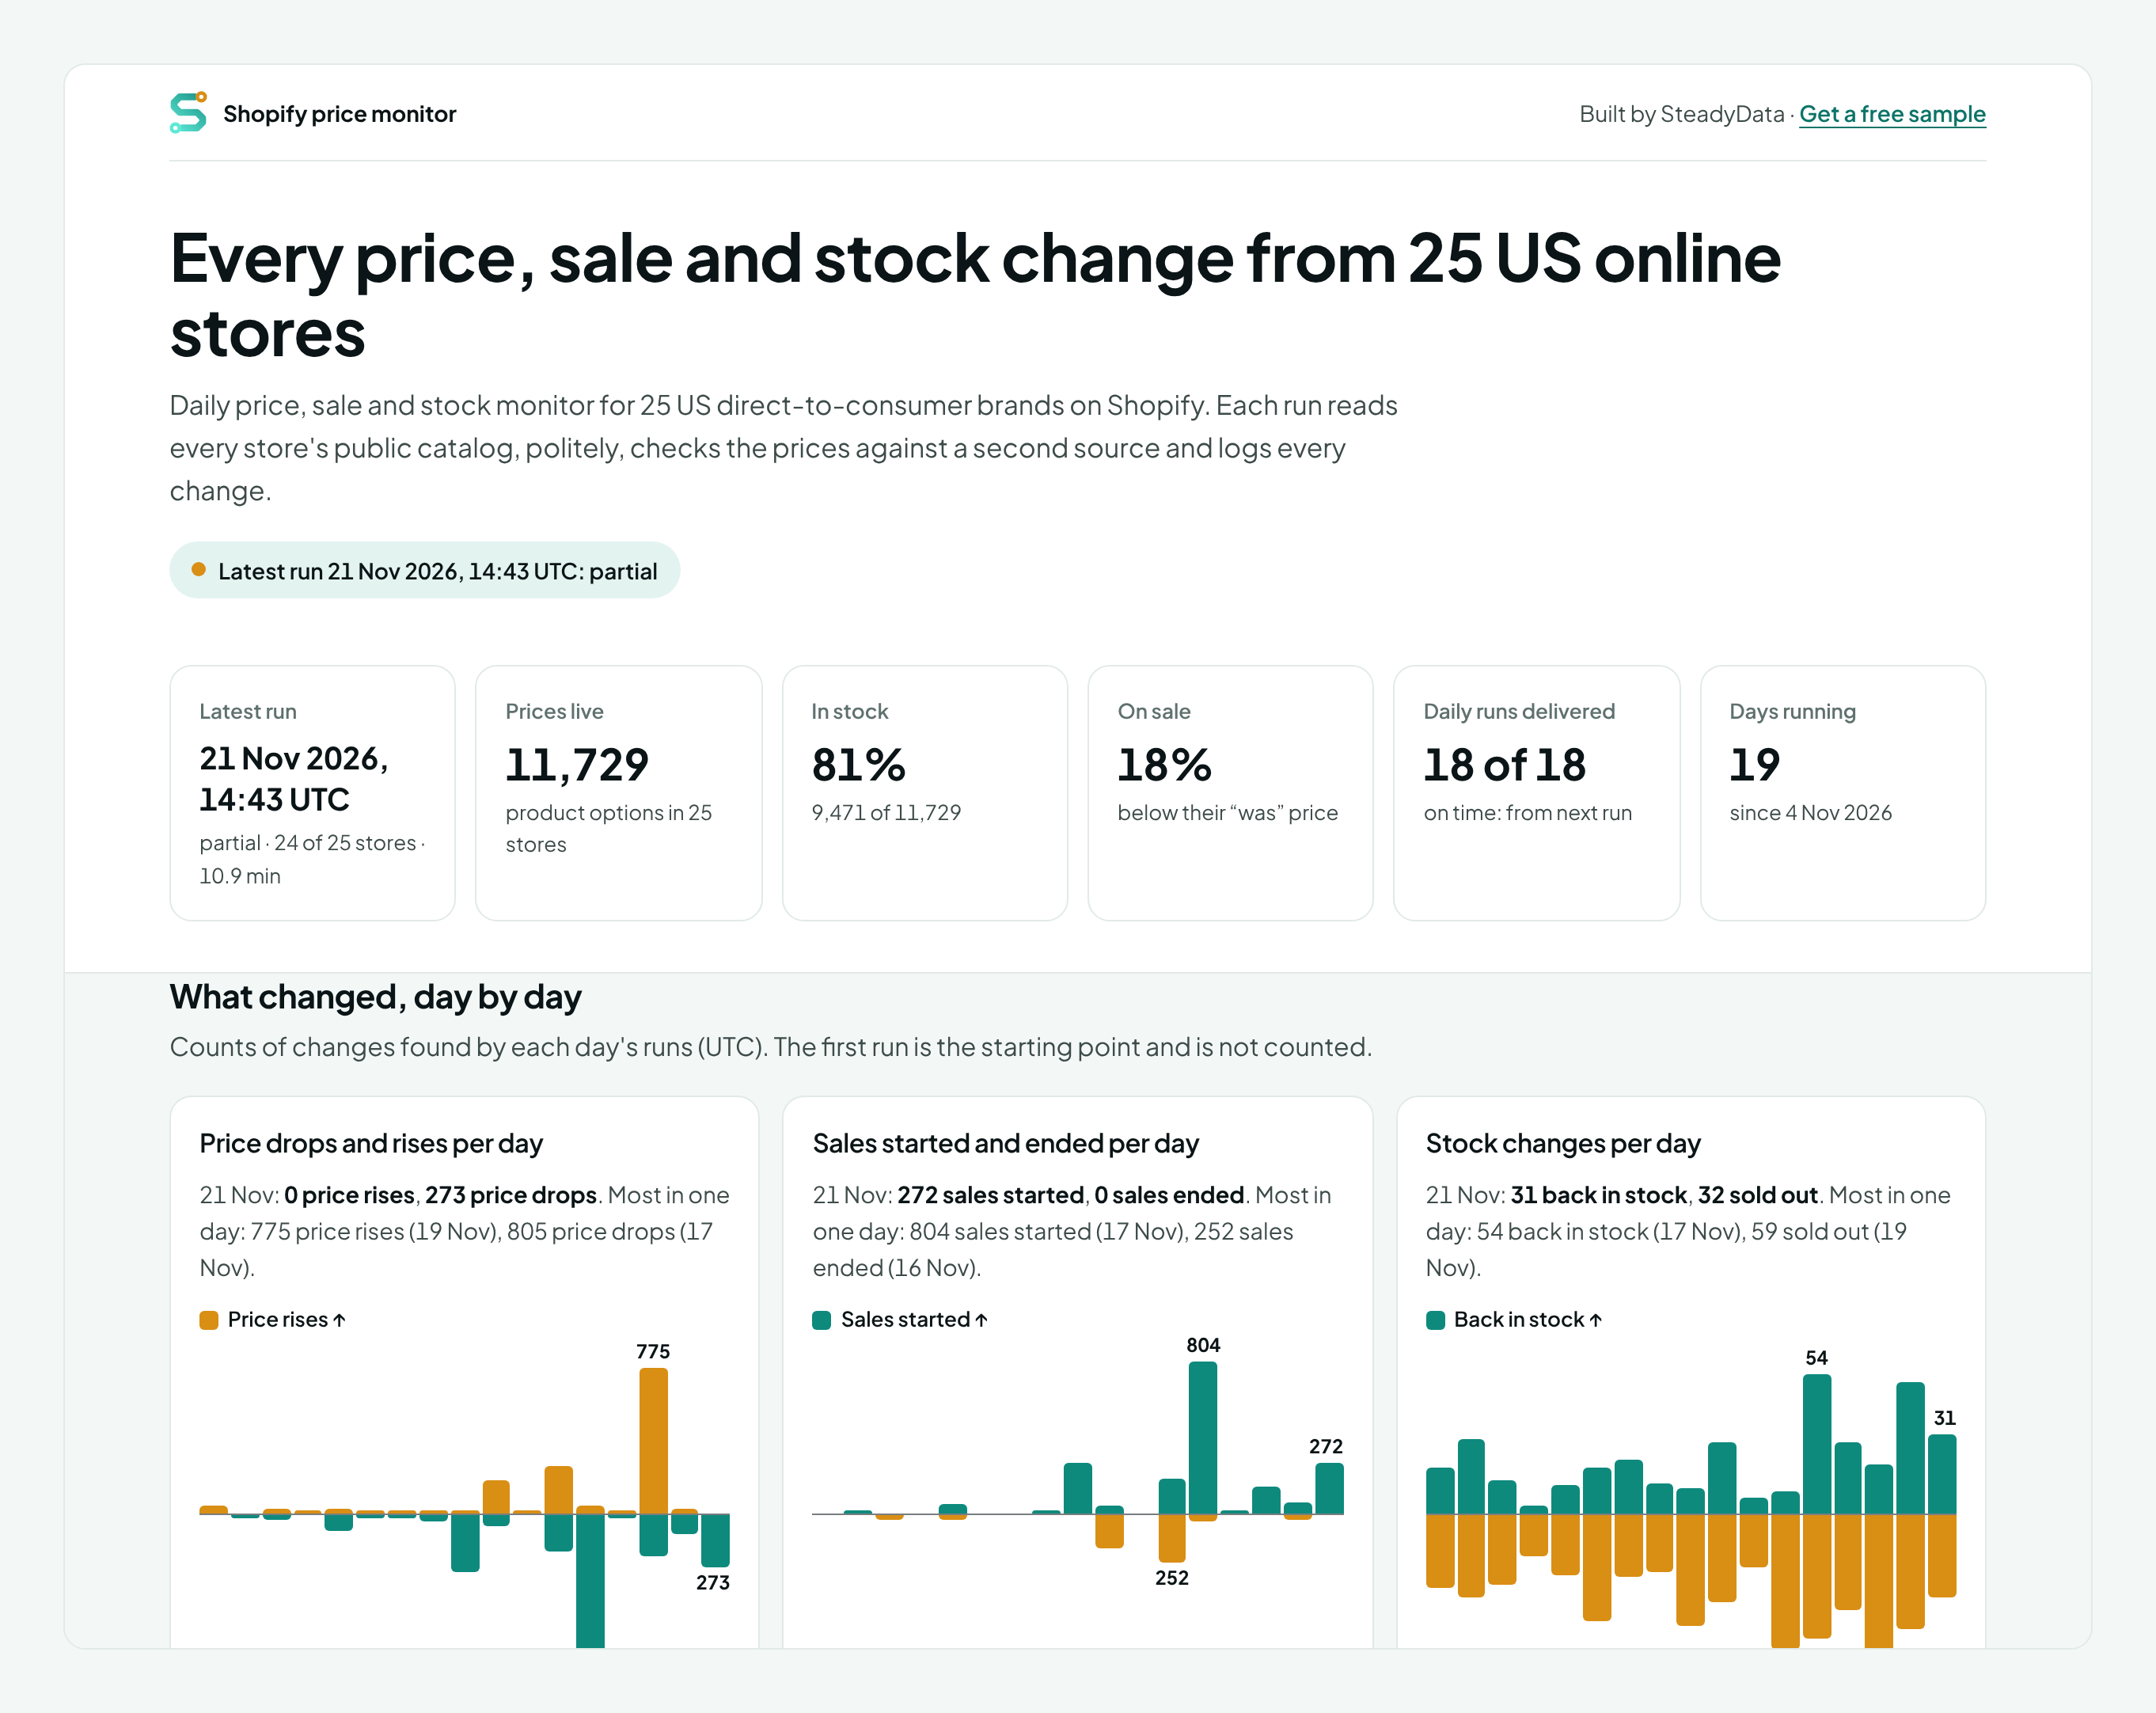 Shopify price monitor
Built by SteadyData · Get a free sample
Every price, sale and stock change from 25 US online
stores
Daily price, sale and stock monitor for 25 US direct-to-consumer brands on Shopify. Each run reads
every store's public catalog, politely, checks the prices against a second source and logs every
change.
Latest run 21 Nov 2026, 14:43 UTC: partial
Latest run
21 Nov 2026,
14:43 UTC
partial · 24 of 25 stores ·
10.9 min
Prices live
11,729
product options in 25
stores
In stock
81%
9,471 of 11,729
On sale
18%
below their “was” price
Daily runs delivered
18 of 18
on time: from next run
Days running
19
since 4 Nov 2026
What changed, day by day
Counts of changes found by each day's runs (UTC). The first run is the starting point and is not counted.
Price drops and rises per day
21 Nov: 0 price rises, 273 price drops. Most in one
day: 775 price rises (19 Nov), 805 price drops (17
Nov).
Price rises ↑
775
273
Sales started and ended per day
21 Nov: 272 sales started, 0 sales ended. Most in
one day: 804 sales started (17 Nov), 252 sales
ended (16 Nov).
Sales started ↑
804
272
252
Stock changes per day
21 Nov: 31 back in stock, 32 sold out. Most in one
day: 54 back in stock (17 Nov), 59 sold out (19
Nov).
Back in stock ↑
54
31